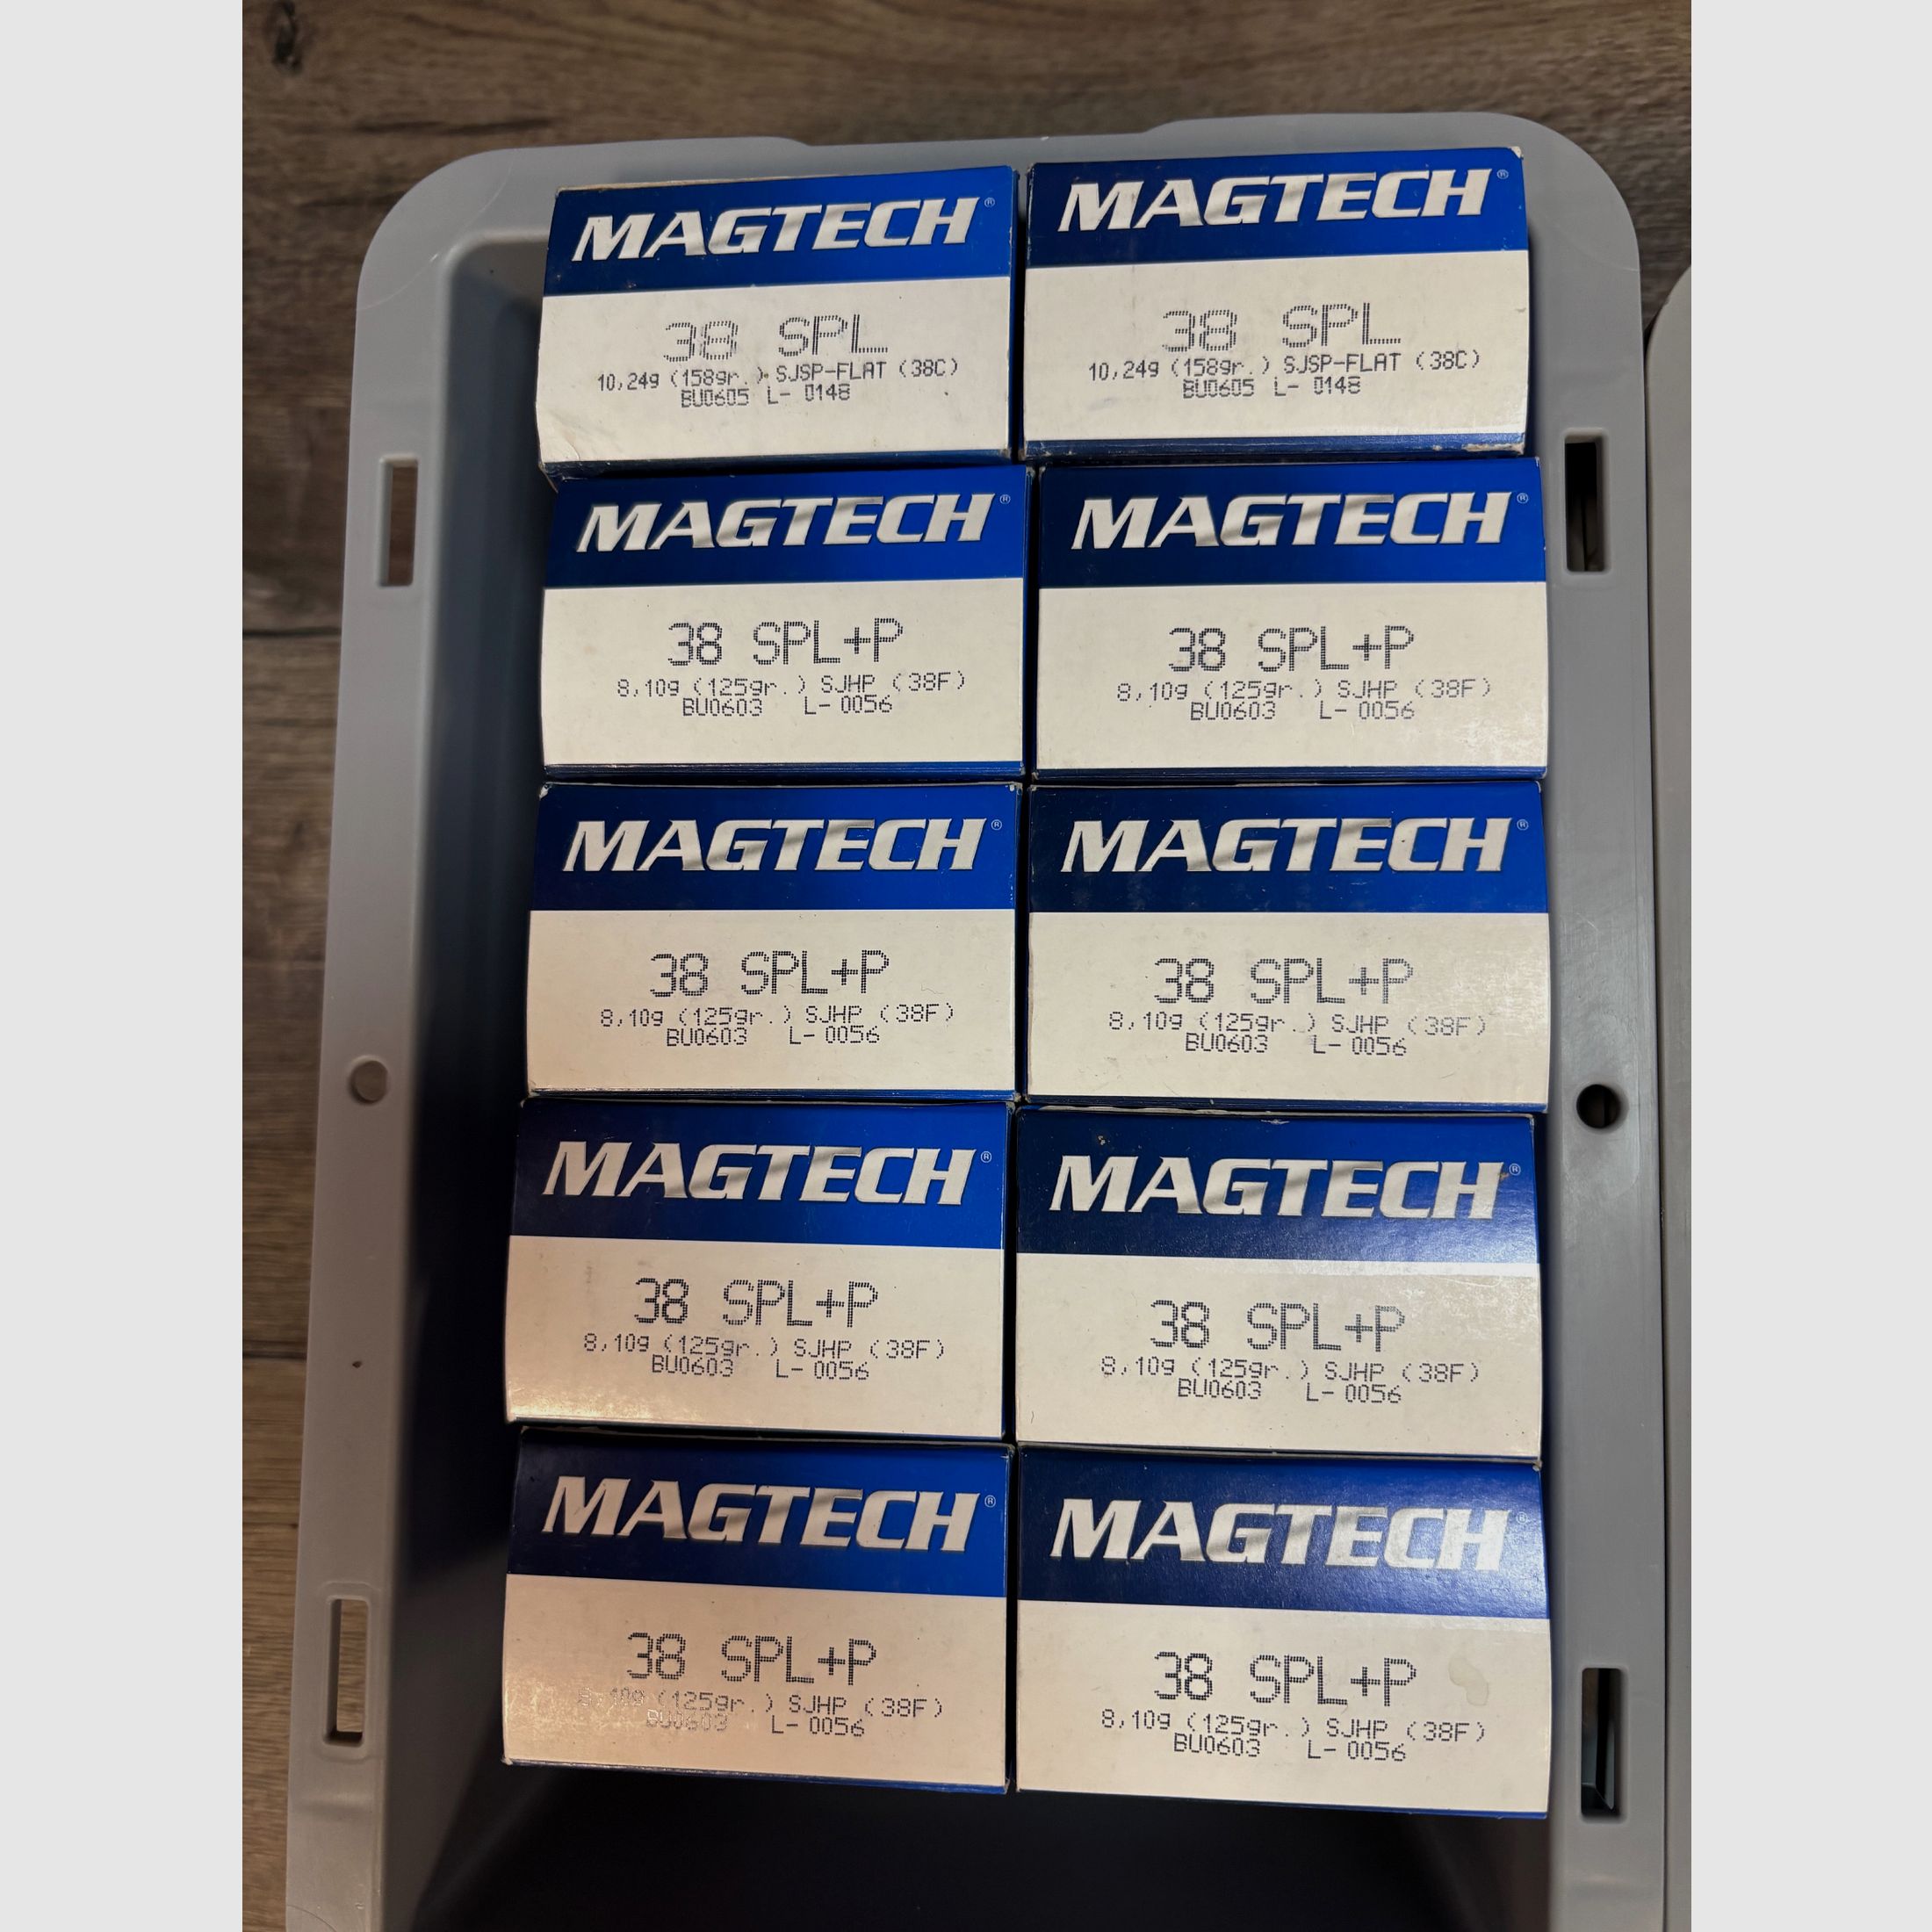 MAGTECH®
38 SPL
10,24g (158gr.) SJSP-FLAT (38C)
BU0605 L- 0148
MAGTECH®
38 SPL
10,24g (158gr.) SJSP-FLAT (38C)
BU0605 L- 0148
MAGTECH®
38 SPL+P
8,10g (125gr.) SJHP (38F)
BU0603 L- 0056
MAGTECH®
38 SPL+P
8,10g (125gr.) SJHP (38F)
BU0603 L- 0056
MAGTECH®
38 SPL+P
8,10g (125gr.) SJHP (38F)
BU0603 L- 0056
MAGTECH®
38 SPL+P
8,10g (125gr.) SJHP (38F)
BU0603 L- 0056
MAGTECH®
38 SPL+P
8,10g (125gr.) SJHP (38F)
BU0603 L- 0056
MAGTECH®
38 SPL+P
8,10g (125gr.) SJHP (38F)
BU0603 L- 0056
MAGTECH®
38 SPL+P
8,10g (125gr.) SJHP (38F)
BU0603 L- 0056
MAGTECH®
38 SPL+P
8,10g (125gr.) SJHP (38F)
BU0603 L- 0056